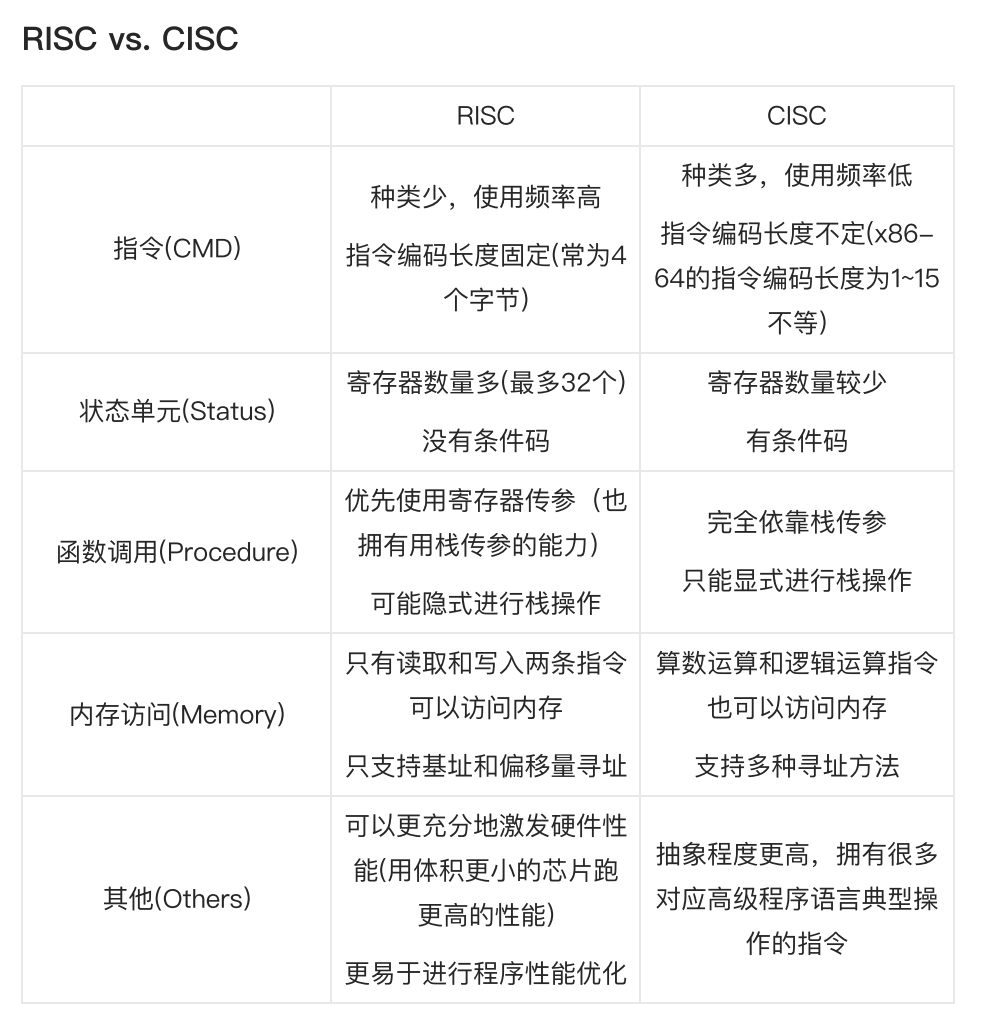 RISC vs. CISC
RISC
CISC
指令(CMD)
种类少，使用频率高
指令编码长度固定(常为4
个字节)
种类多，使用频率低
指令编码长度不定(x86-
64的指令编码长度为1~15
不等)
状态单元(Status)
寄存器数量多(最多32个)
没有条件码
寄存器数量较少
有条件码
函数调用(Procedure)
优先使用寄存器传参（也
拥有用栈传参的能力）
可能隐式进行栈操作
完全依靠栈传参
只能显式进行栈操作
内存访问(Memory)
只有读取和写入两条指令
可以访问内存
只支持基址和偏移量寻址
算数运算和逻辑运算指令
也可以访问内存
支持多种寻址方法
其他(Others)
可以更充分地激发硬件性
能(用体积更小的芯片跑
更高的性能)
更易于进行程序性能优化
抽象程度更高，拥有很多
对应高级程序语言典型操
作的指令